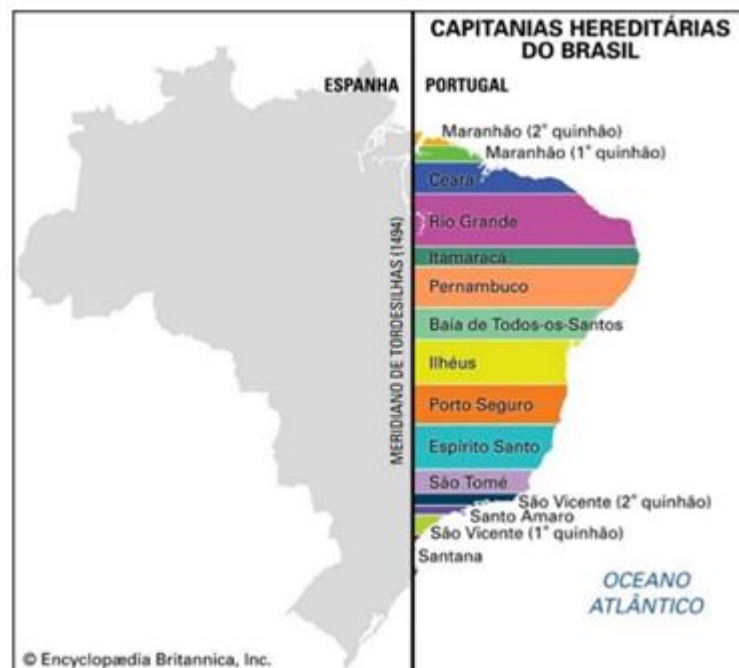 CAPITANIAS HEREDITÁRIAS
DO BRASIL
ESPANHA
PORTUGAL
MERIDIANO DE TORDESILHAS (1494)
Maranhão (2° quinhão)
Maranhão (1° quinhão)
Ceará
Rio Grande
Itamaracá
Pernambuco
Baía de Todos-os-Santos
Ilhéus
Porto Seguro
Espírito Santo
São Tomé
São Vicente (2° quinhão)
Santo Amaro
São Vicente (1° quinhão)
Santana
OCEANO
ATLÂNTICO
© Encyclopædia Britannica, Inc.